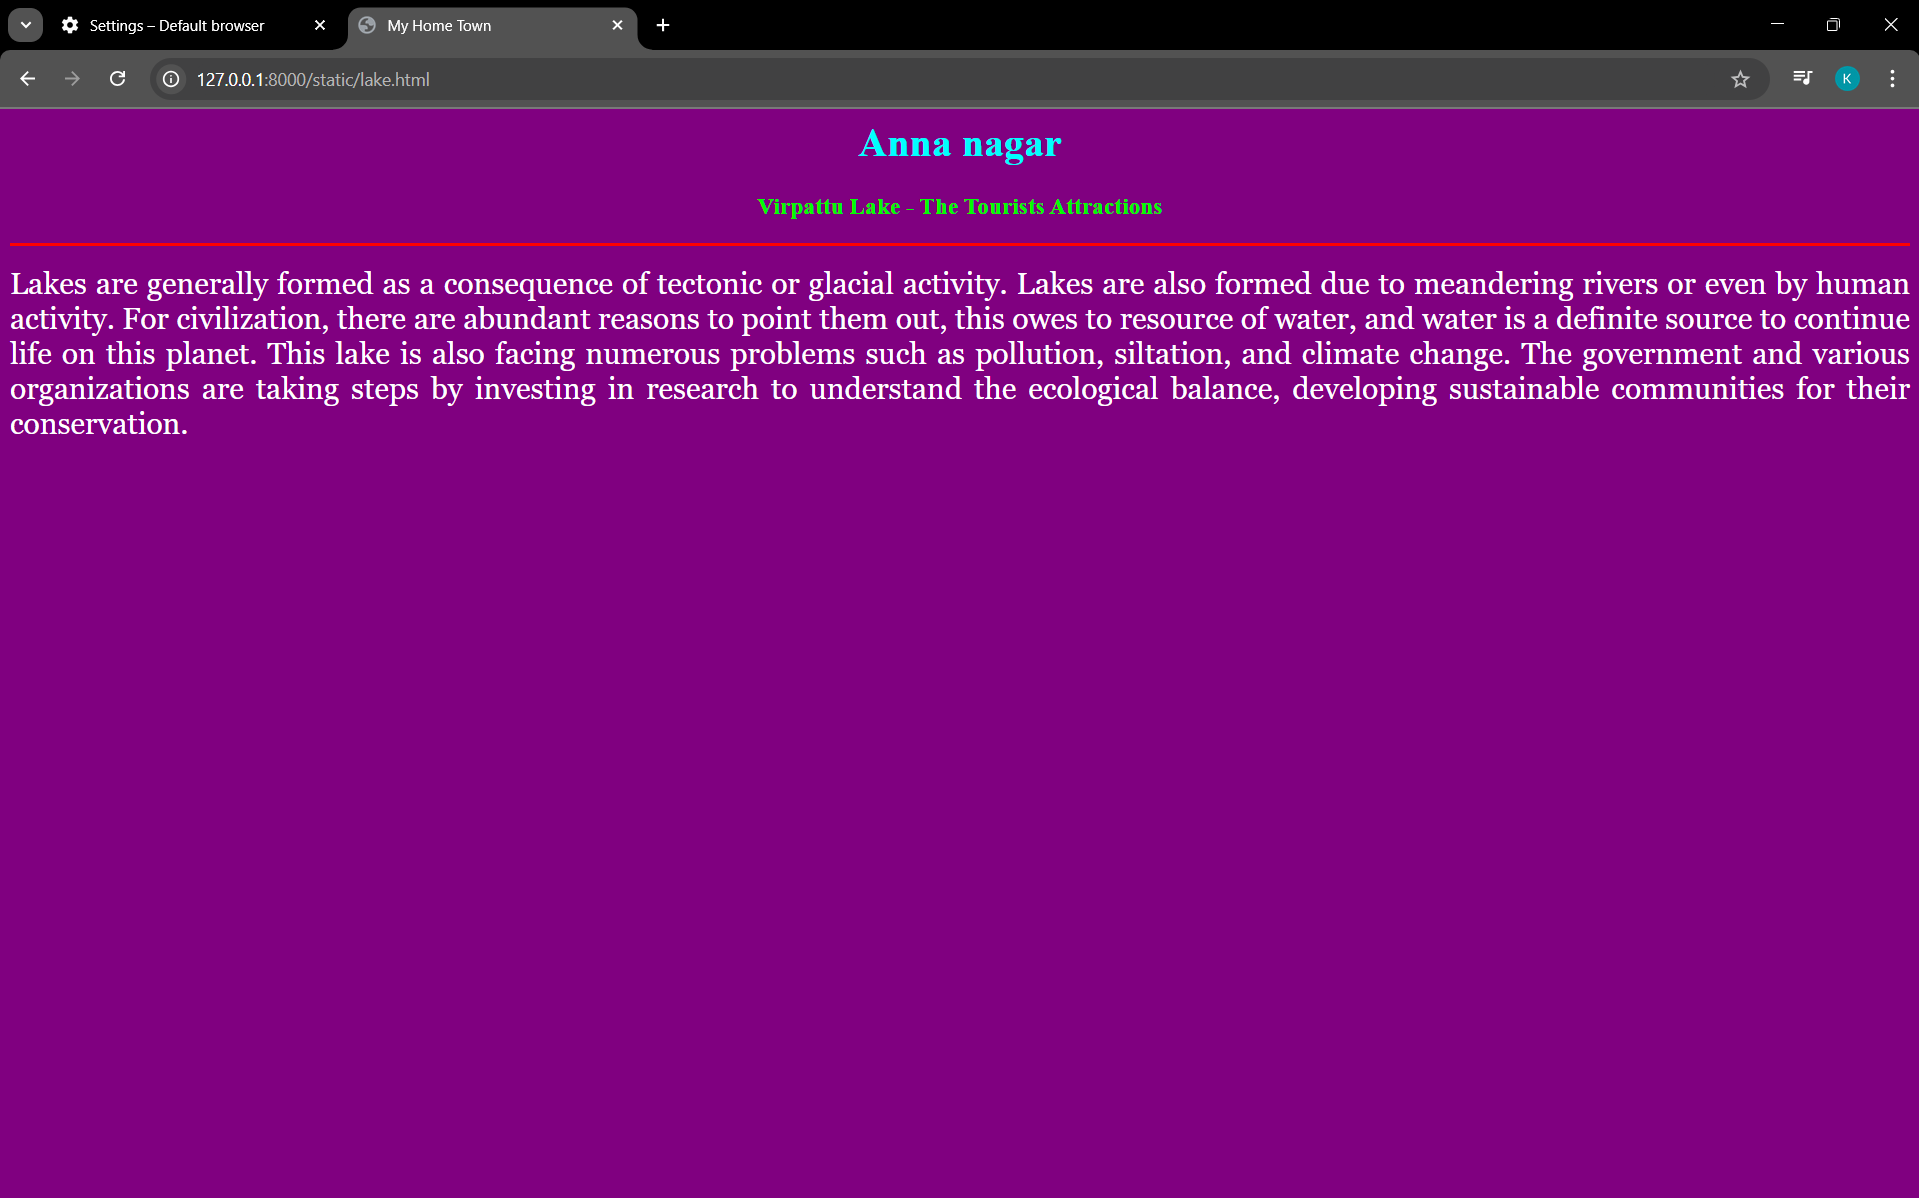 Settings – Default browser
My Home Town
127.0.0.1:8000/static/lake.html
K
Anna nagar
Virpattu Lake - The Tourists Attractions
Lakes are generally formed as a consequence of tectonic or glacial activity. Lakes are also formed due to meandering rivers or even by human
activity. For civilization, there are abundant reasons to point them out, this owes to resource of water, and water is a definite source to continue
life on this planet. This lake is also facing numerous problems such as pollution, siltation, and climate change. The government and various
organizations are taking steps by investing in research to understand the ecological balance, developing sustainable communities for their
conservation.